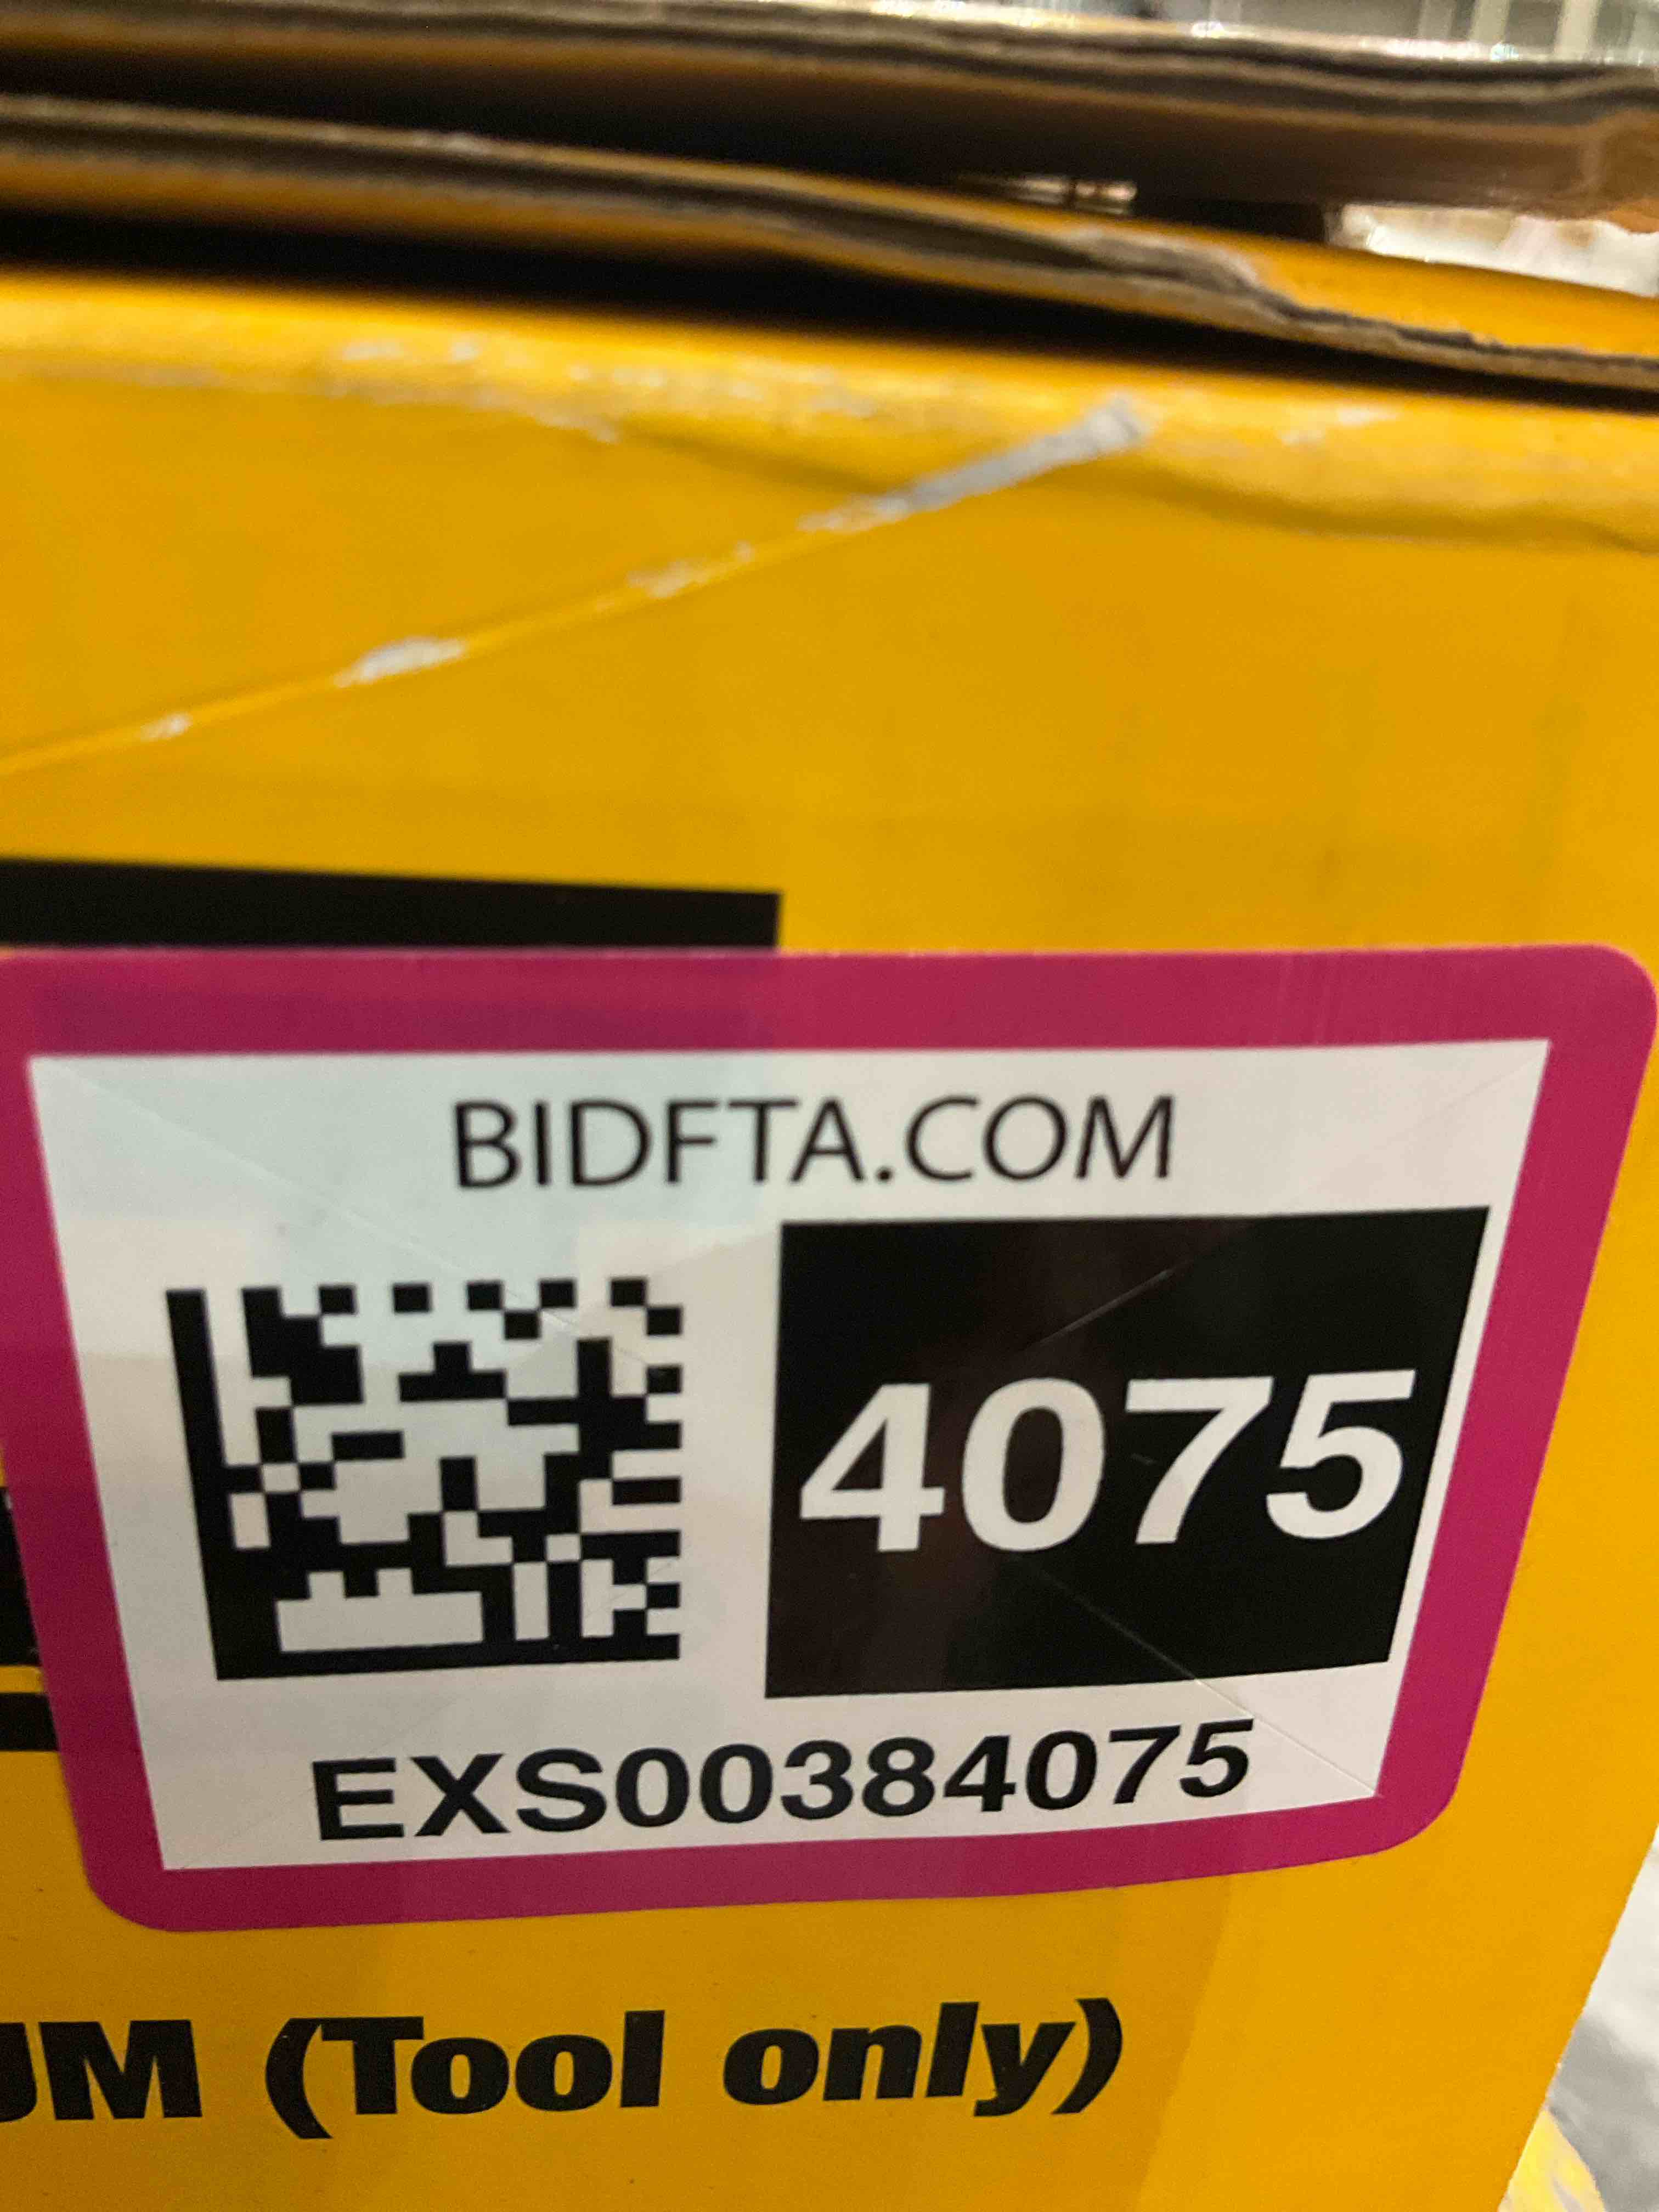 BIDFTA.COM
4075
EXS00384075
UM (Tool only)